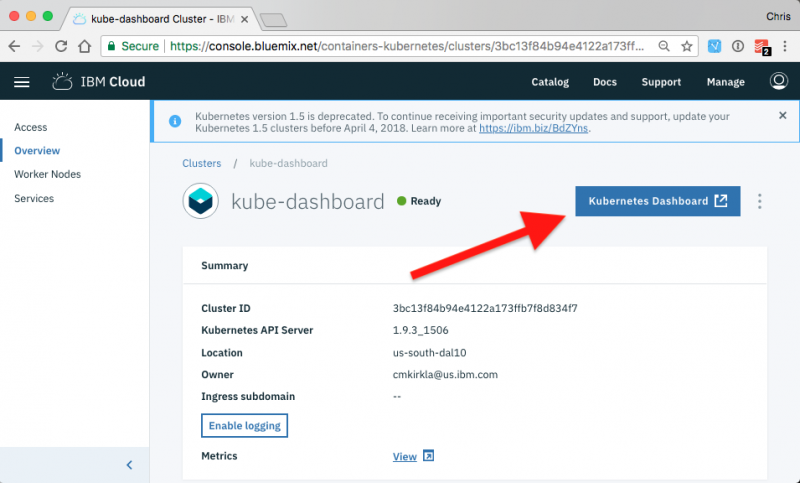 kube-dashboard Cluster - IBM
Chris
Secure https://console.bluemix.net/containers-kubernetes/clusters/3bc13f84b94e4122a173ff...
2
IBM Cloud
Catalog Docs Support Manage
Kubernetes version 1.5 is deprecated. To continue receiving important security updates and support, update your
Kubernetes 1.5 clusters before April 4, 2018. Learn more at https://ibm.biz/BdZYns.
Access
Overview
Worker Nodes
Services
Clusters / kube-dashboard
kube-dashboard Ready
Kubernetes Dashboard
Summary
Cluster ID 3bc13f84b94e4122a173ffb7f8d834f7
Kubernetes API Server 1.9.3_1506
Location us-south-dal10
Owner cmkirkla@us.ibm.com
Ingress subdomain --
Enable logging
Metrics View